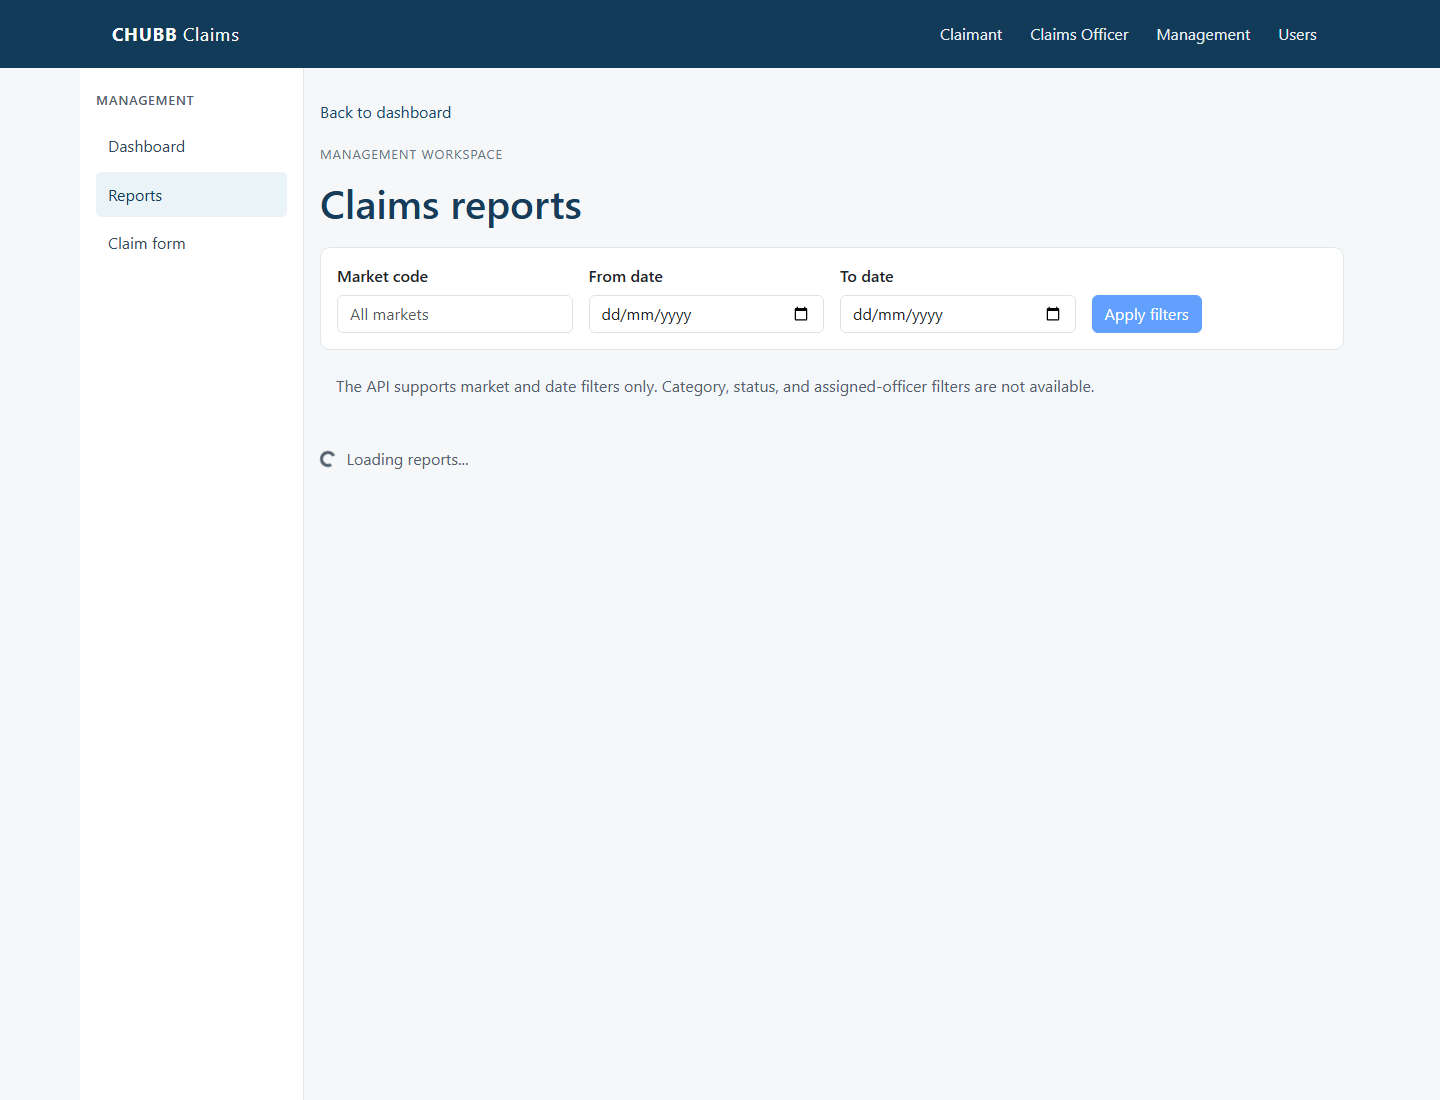 CHUBB Claims
Claimant
Claims Officer
Management
Users
MANAGEMENT
Dashboard
Reports
Claim form
Back to dashboard
MANAGEMENT WORKSPACE
Claims reports
Market code
From date
To date
All markets
dd/mm/yyyy
dd/mm/yyyy
Apply filters
The API supports market and date filters only. Category, status, and assigned-officer filters are not available.
Loading reports...